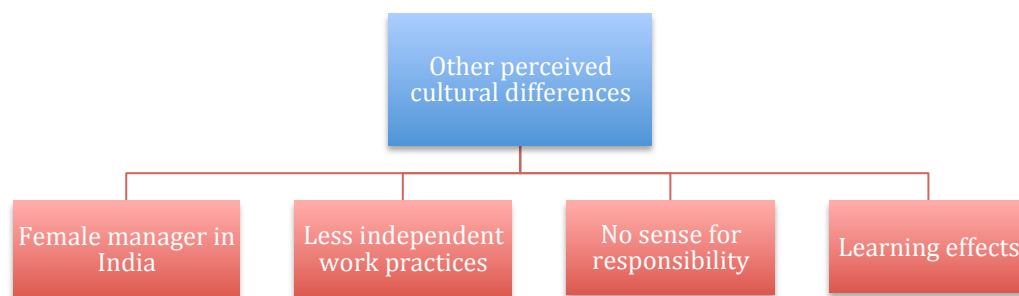 Other perceived
cultural differences
Female manager in
India
Less independent
work practices
No sense for
responsibility
Learning effects